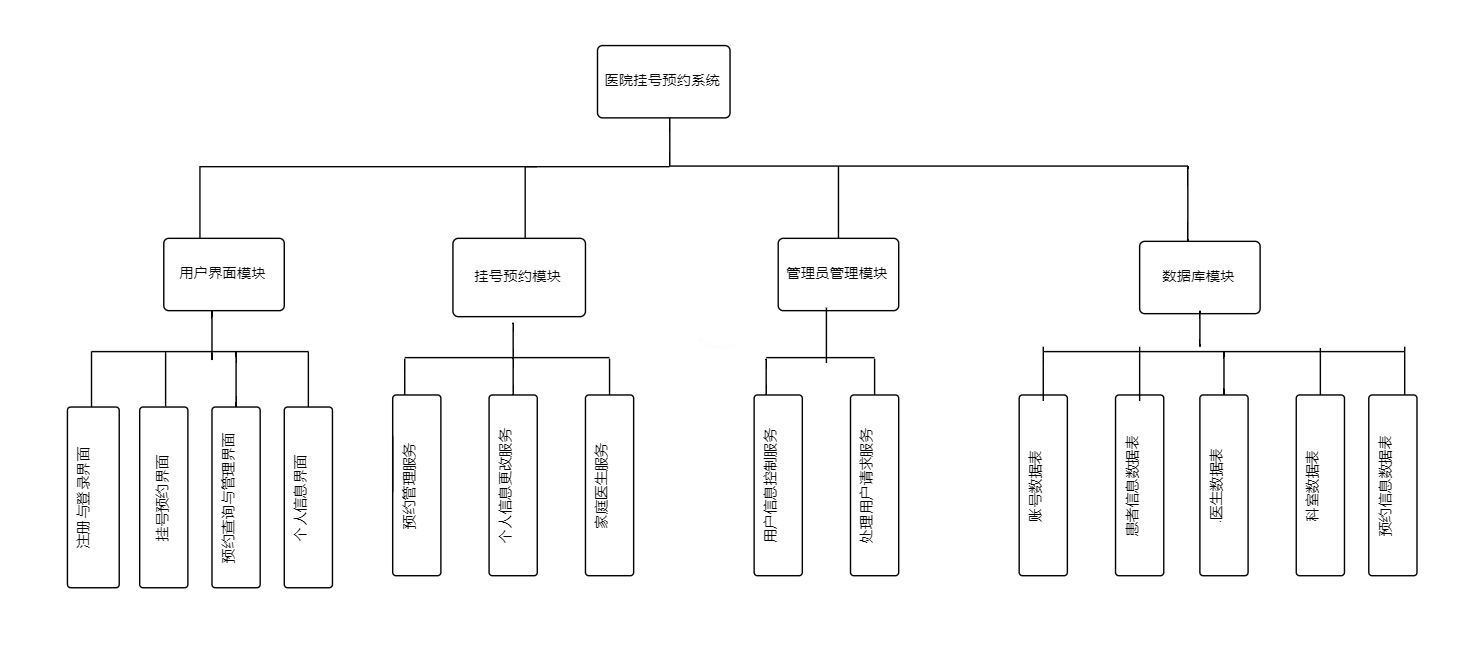 医院挂号预约系统
用户界面模块
挂号预约模块
管理员管理模块
数据库模块
注册与登录界面
挂号预约界面
预约查询与管理界面
个人信息界面
预约管理服务
个人信息更改服务
家庭医生服务
用户信息控制服务
处理用户请求服务
账号数据表
患者信息数据表
.医生数据表
科室数据表
预约信息数据表